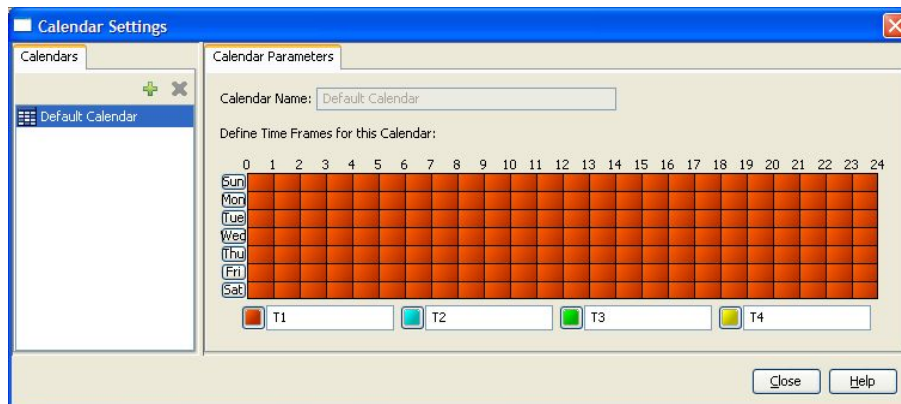 Calendar Settings
Calendars
Calendar Parameters
Default Calendar
Calendar Name: Default Calendar
Define Time Frames for this Calendar:
0 1 2 3 4 5 6 7 8 9 10 11 12 13 14 15 16 17 18 19 20 21 22 23 24
Sun
Mon
Tue
Wed
Thu
Fri
Sat
T1 T2 T3 T4
Close Help